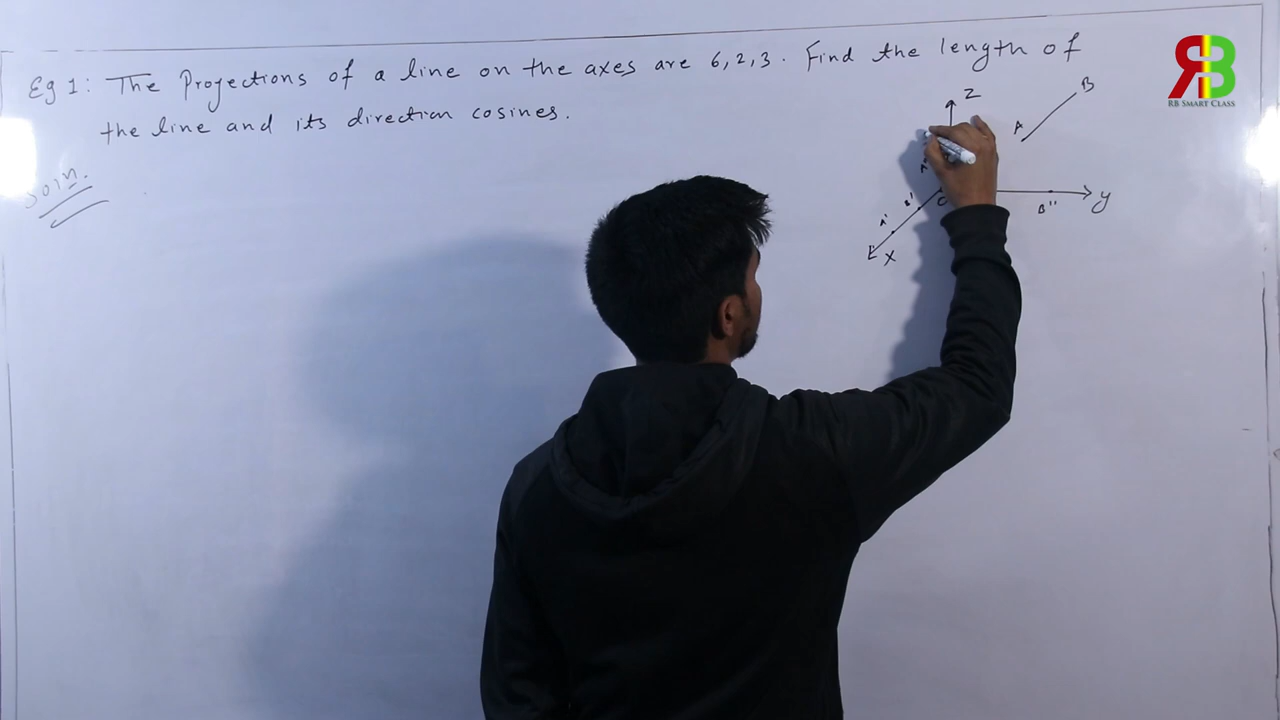 Eg 1: The Projections of a line on the axes are 6,2,3. Find the length of
the line and its direction cosines.
Soln.
Z
B
A
A"
B'
O
A'
X
B"
y
RB
RB SMART CLASS